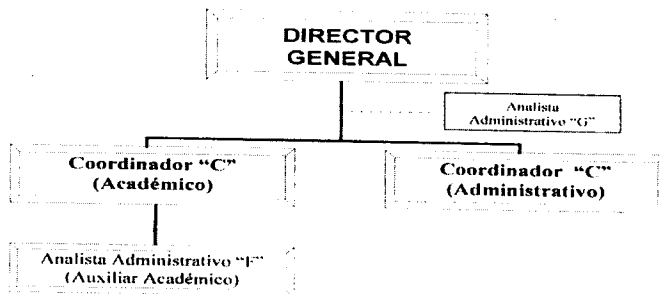 DIRECTOR
GENERAL
Analista
Administrativo “G”
Coordinador “C”
(Académico)
Coordinador “C”
(Administrativo)
Analista Administrativo “F”
(Auxiliar Académico)